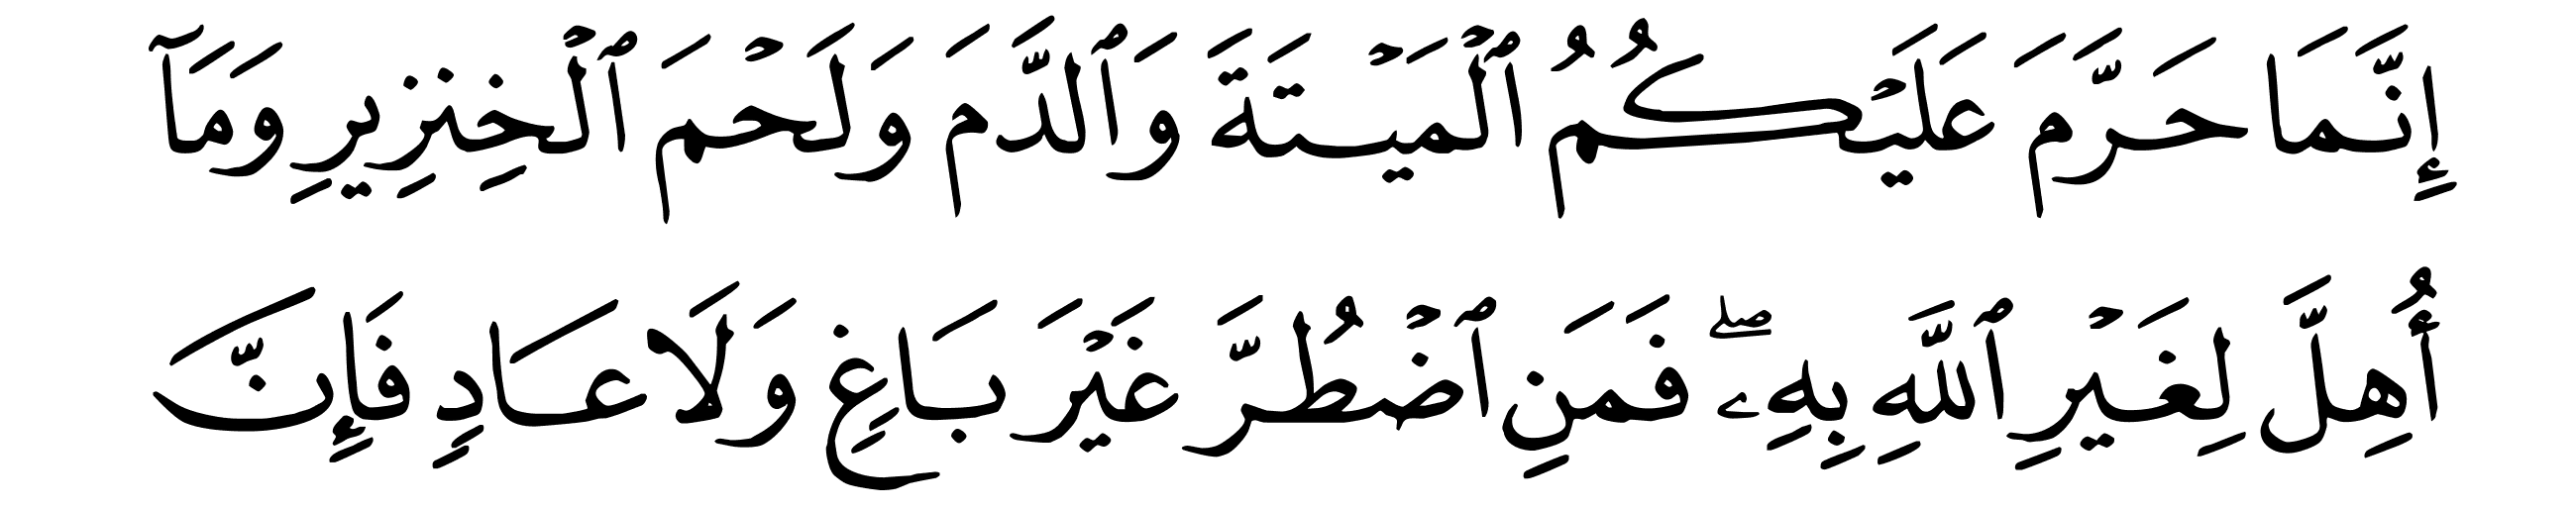 إِنَّمَا حَرَّمَ عَلَيْكُمُ ٱلْمَيْتَةَ وَٱلدَّمَ وَلَحْمَ ٱلْخِنزِيرِ وَمَآ
أُهِلَّ لِغَيْرِ ٱللَّهِ بِهِۦ ۖ فَمَنِ ٱضْطُرَّ غَيْرَ بَاغٍ وَلَا عَادٍ فَإِنَّ